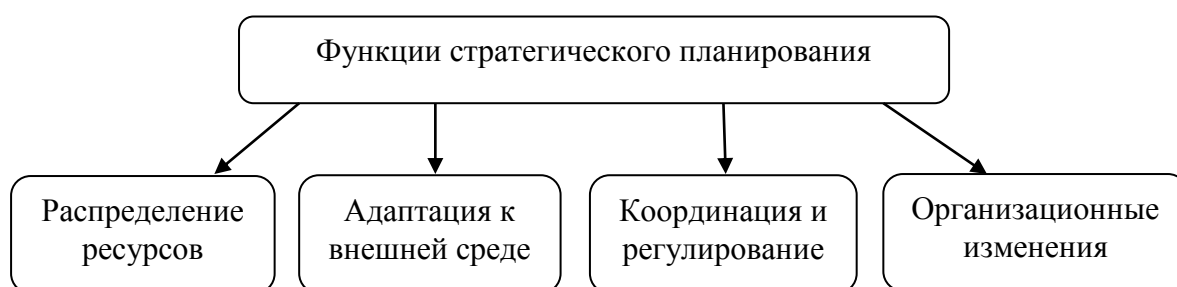 Функции стратегического планирования
Распределение
ресурсов
Адаптация к
внешней среде
Координация и
регулирование
Организационные
изменения